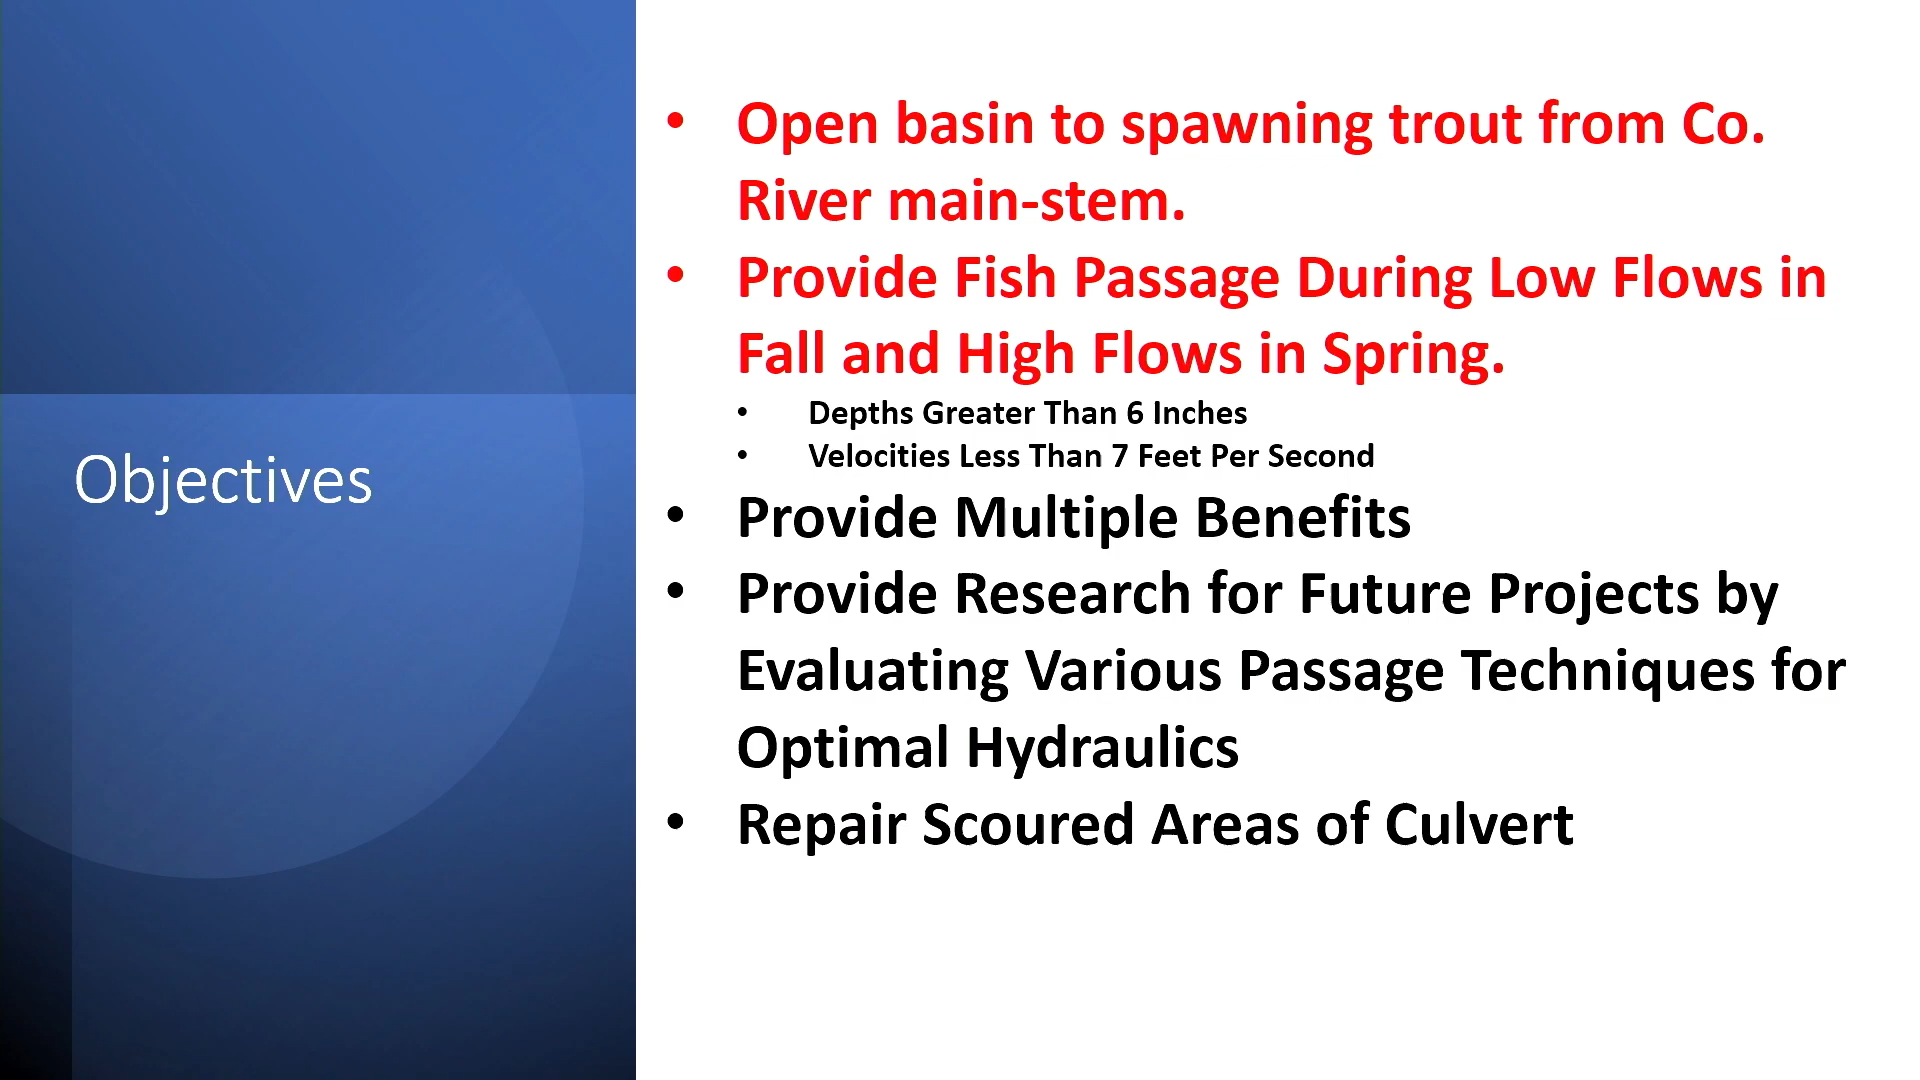 Objectives
• Open basin to spawning trout from Co.
River main-stem.
• Provide Fish Passage During Low Flows in
Fall and High Flows in Spring.
• Depths Greater Than 6 Inches
• Velocities Less Than 7 Feet Per Second
• Provide Multiple Benefits
• Provide Research for Future Projects by
Evaluating Various Passage Techniques for
Optimal Hydraulics
• Repair Scoured Areas of Culvert